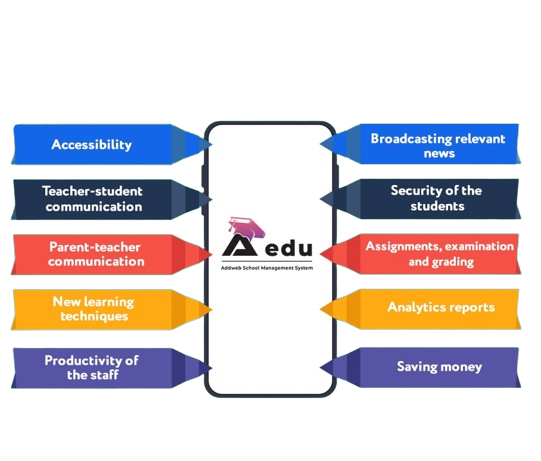 Accessibility
Teacher-student
communication
Parent-teacher
communication
New learning
techniques
Productivity of
the staff
A edu
Addweb School Management System
Broadcasting relevant
news
Security of the
students
Assignments, examination
and grading
Analytics reports
Saving money